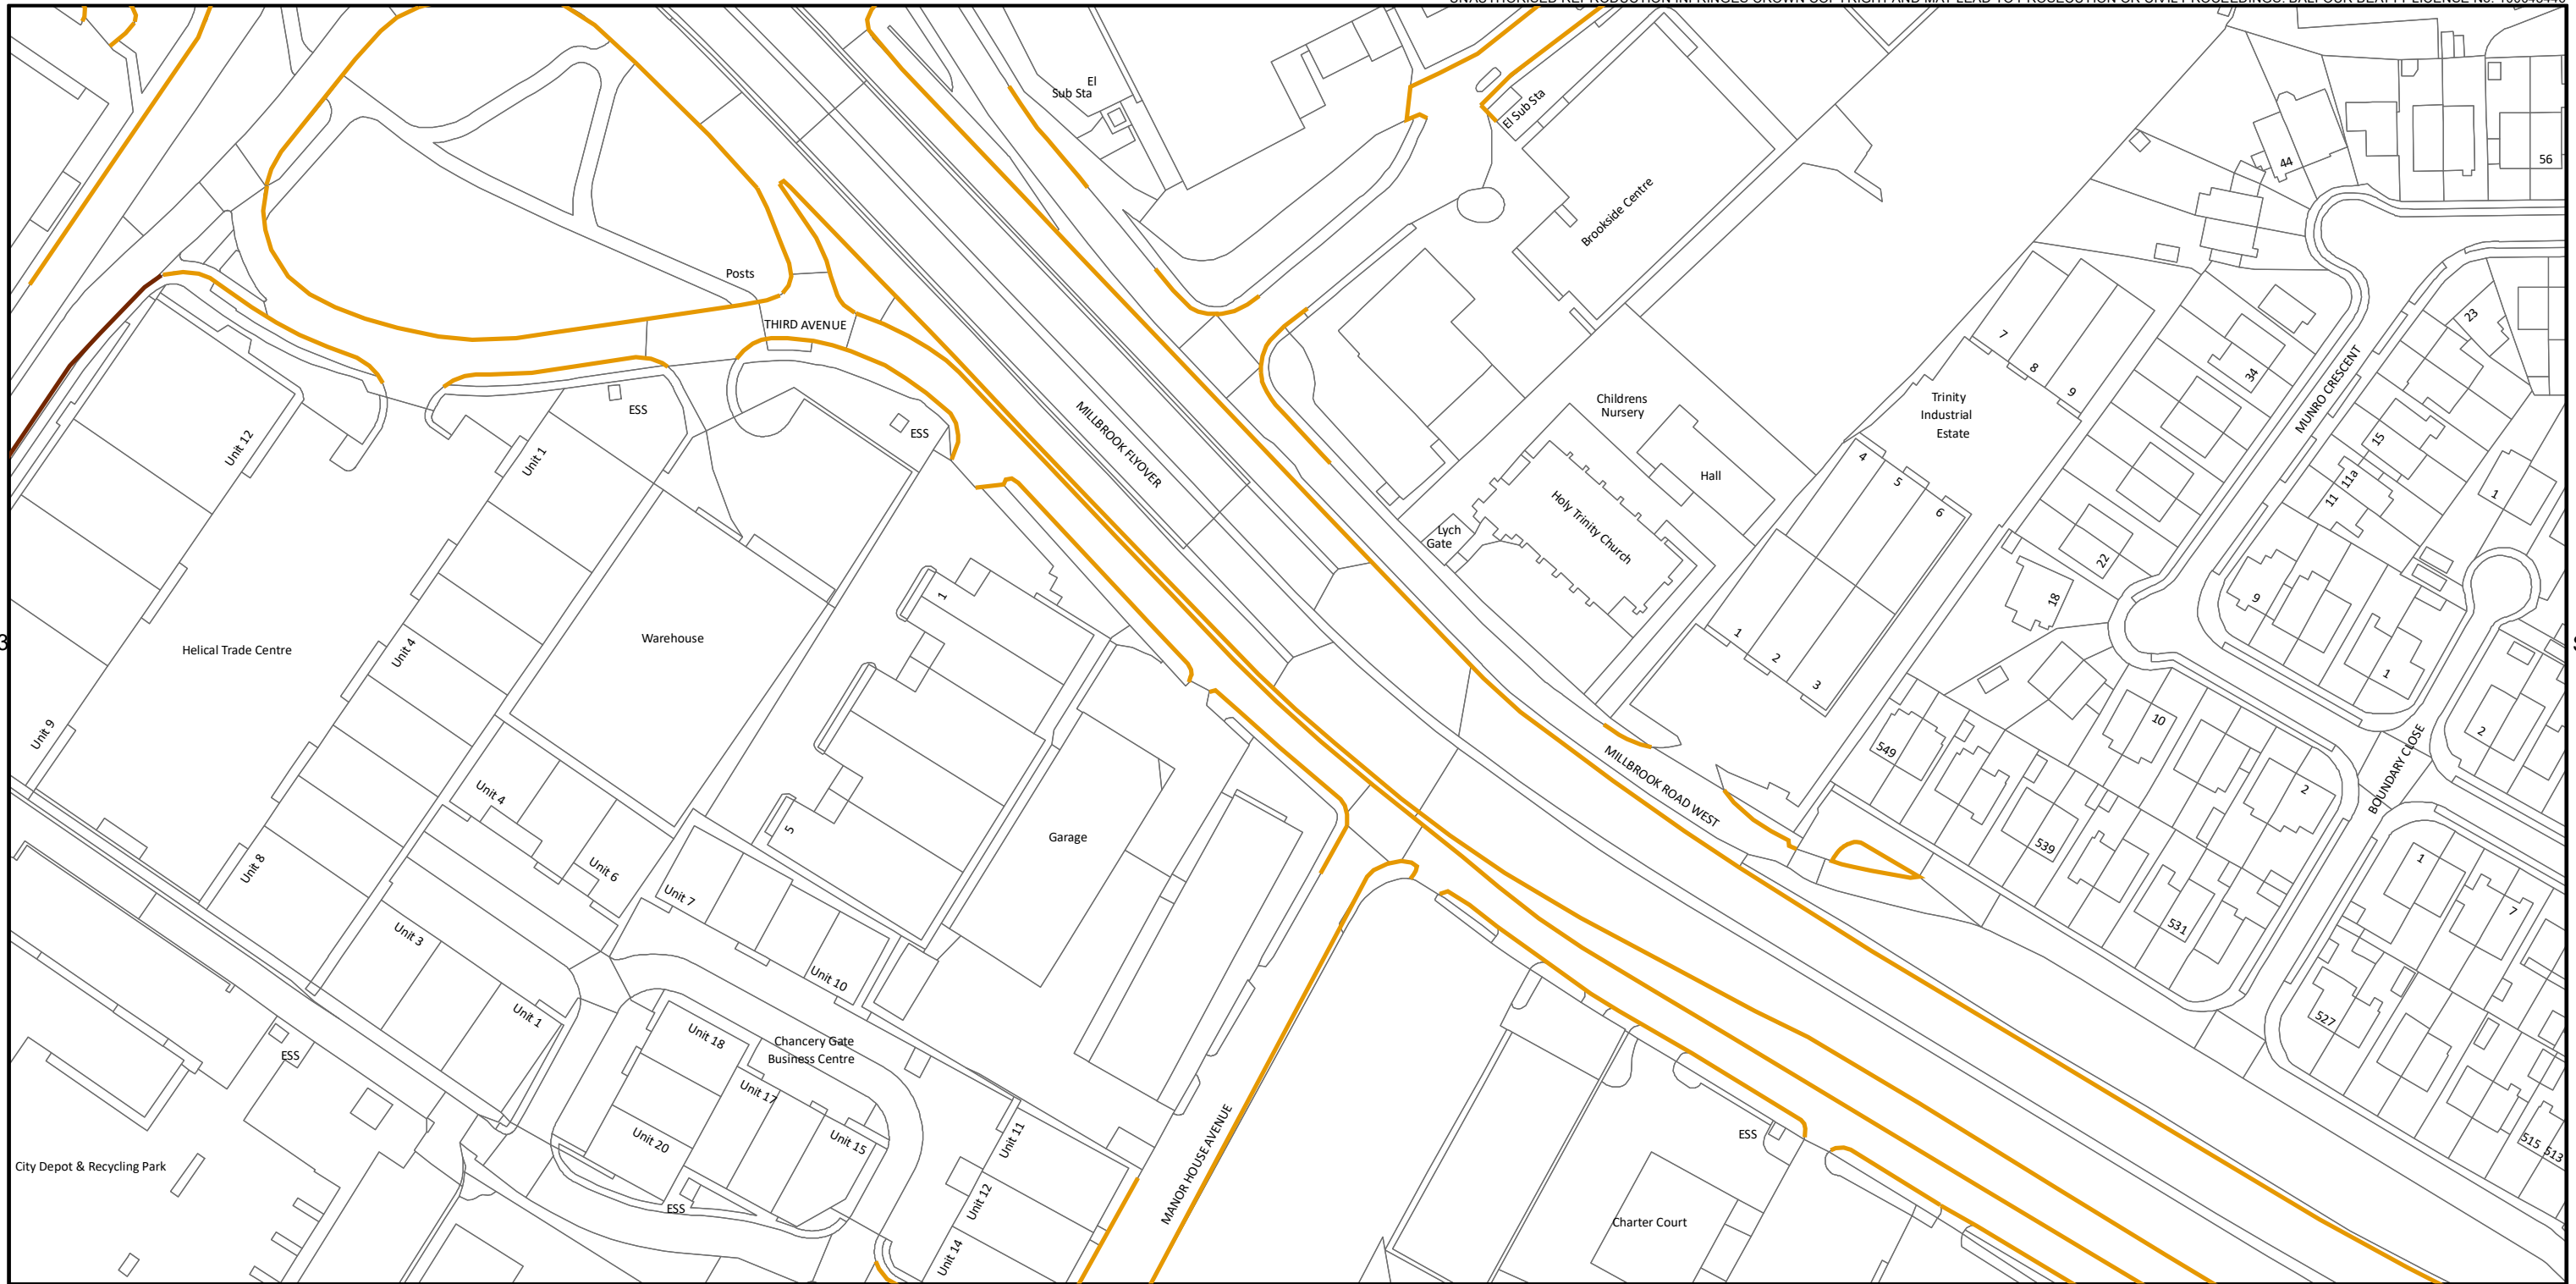 El
Sub Sta
El Sub Sta
Brookside Centre
44
56
Posts
THIRD AVENUE
23
7
8
9
34
MUNRO CRESCENT
ESS
ESS
MILLBROOK FLYOVER
Childrens
Nursery
Trinity
Industrial
Estate
Unit 12
Unit 1
Hall
4
5
6
15
11a
11
1
Holy Trinity Church
Lych
Gate
22
18
9
1
1
Helical Trade Centre
Unit 4
Warehouse
1
2
3
10
2
Unit 9
549
MILLBROOK ROAD WEST
BOUNDARY CLOSE
2
Unit 4
5
Garage
539
1
Unit 8
Unit 6
Unit 7
7
531
Unit 3
Unit 10
Unit 1
Unit 18
Chancery Gate
Business Centre
527
ESS
Unit 17
Unit 20
Unit 15
Unit 11
MANOR HOUSE AVENUE
ESS
515
513
City Depot & Recycling Park
Unit 12
ESS
Unit 14
Charter Court